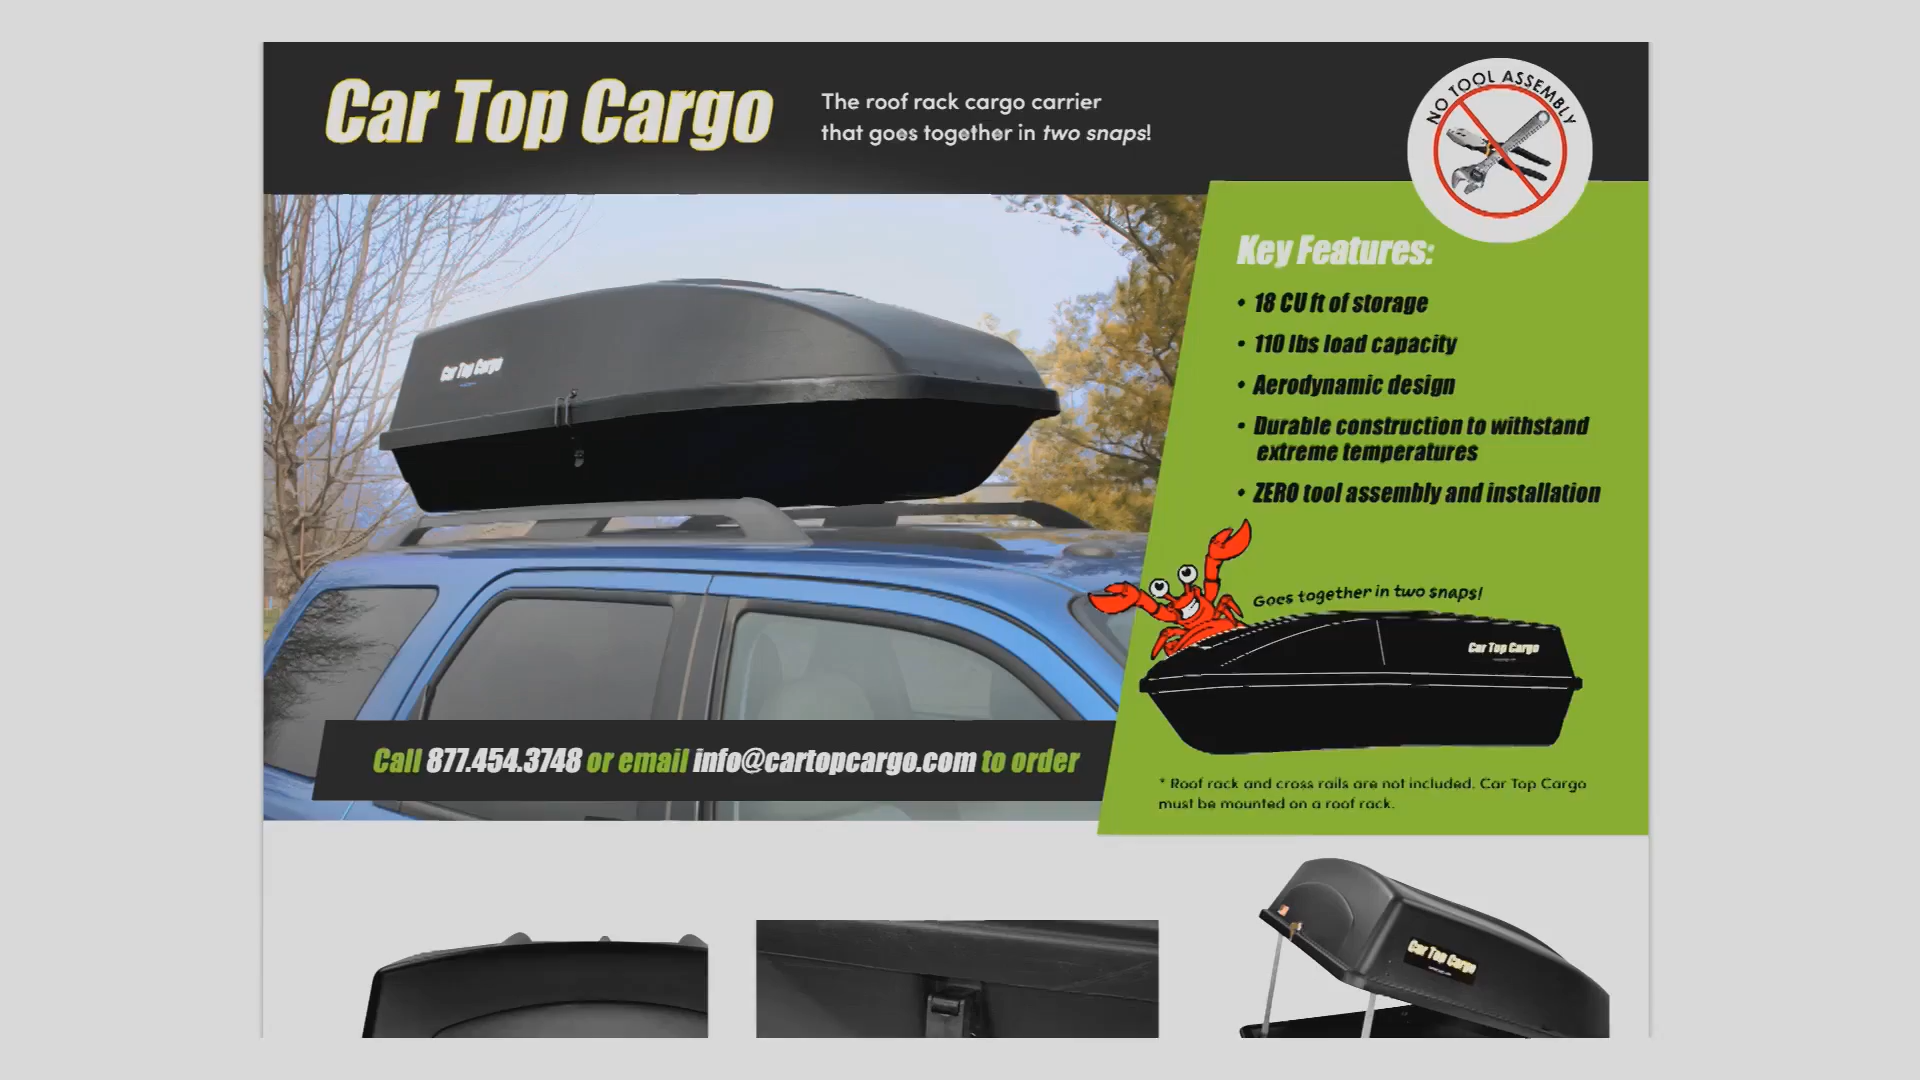 Car Top Cargo
The roof rack cargo carrier
that goes together in two snaps!
NO TOOL ASSEMBLY
Key Features:
• 18 CU ft of storage
• 110 lbs load capacity
• Aerodynamic design
• Durable construction to withstand
extreme temperatures
• ZERO tool assembly and installation
Car Top Cargo
Goes together in two snaps!
Car Top Cargo
Call 877.454.3748 or email info@cartopcargo.com to order
* Roof rack and cross rails are not included. Car Top Cargo
must be mounted on a roof rack.
Car Top Cargo